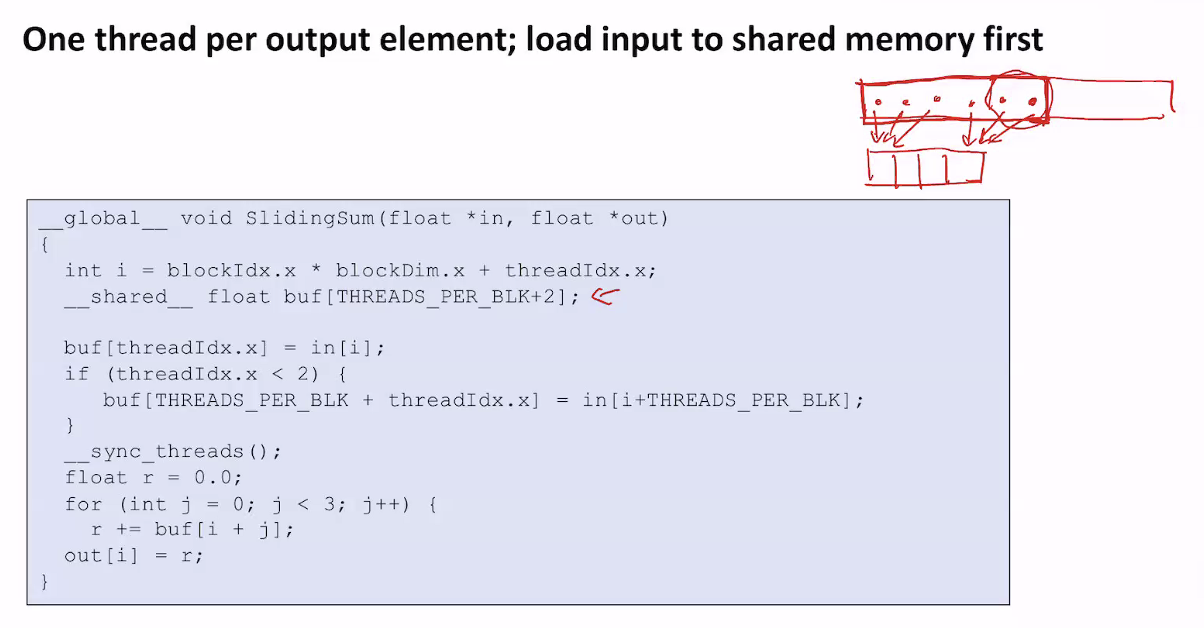 One thread per output element; load input to shared memory first
__global__ void SlidingSum(float *in, float *out)
{
int i = blockIdx.x * blockDim.x + threadIdx.x;
__shared__ float buf[THREADS_PER_BLK+2];
buf[threadIdx.x] = in[i];
if (threadIdx.x < 2) {
buf[THREADS_PER_BLK + threadIdx.x] = in[i+THREADS_PER_BLK];
}
__sync_threads();
float r = 0.0;
for (int j = 0; j < 3; j++) {
r += buf[i + j];
out[i] = r;
}